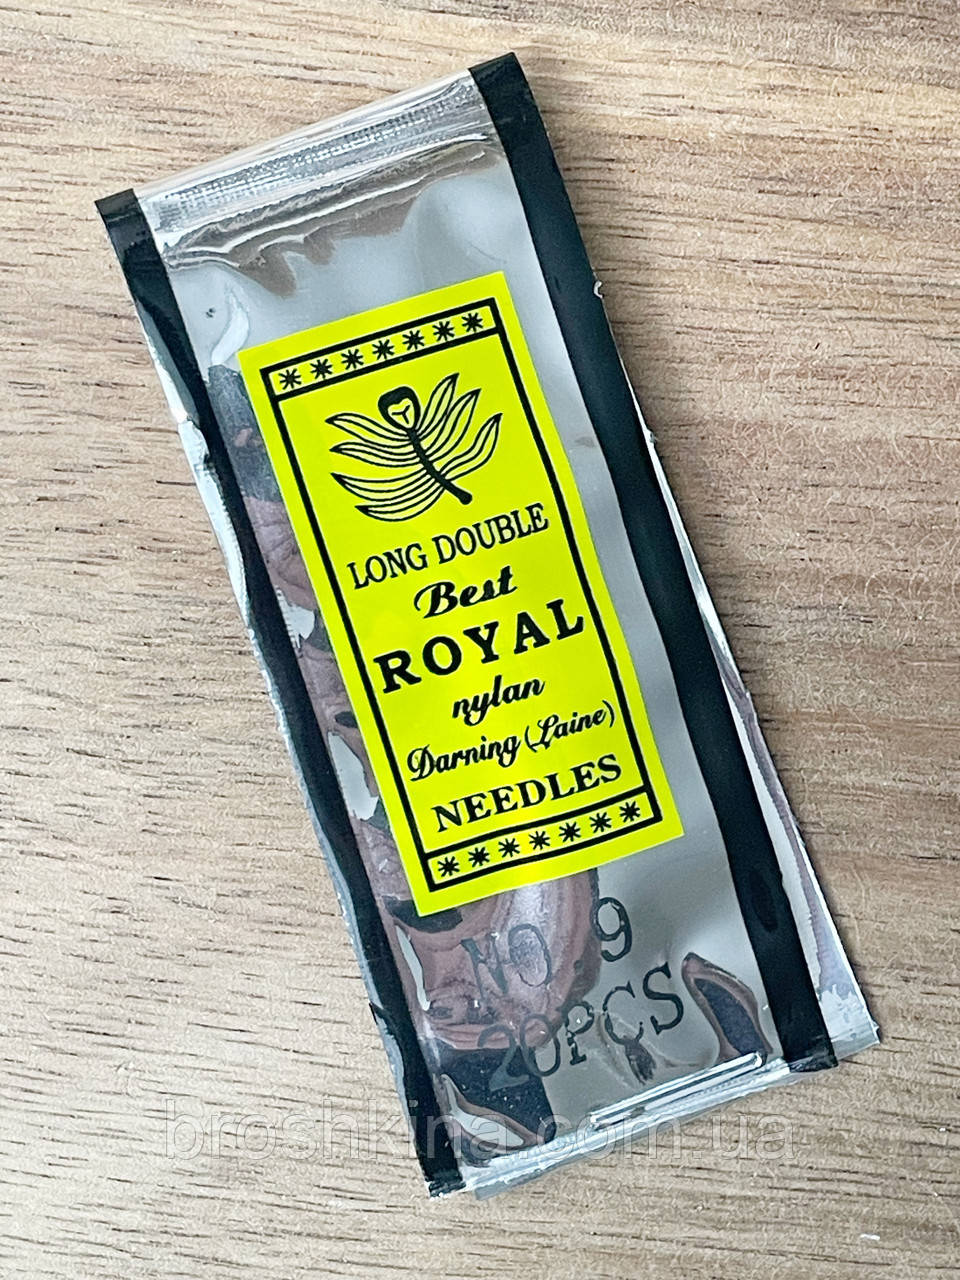 LONG DOUBLE
Best
ROYAL
nylan
Darning (Laine)
NEEDLES
NO. 9
20PCS
broshkina.com.ua